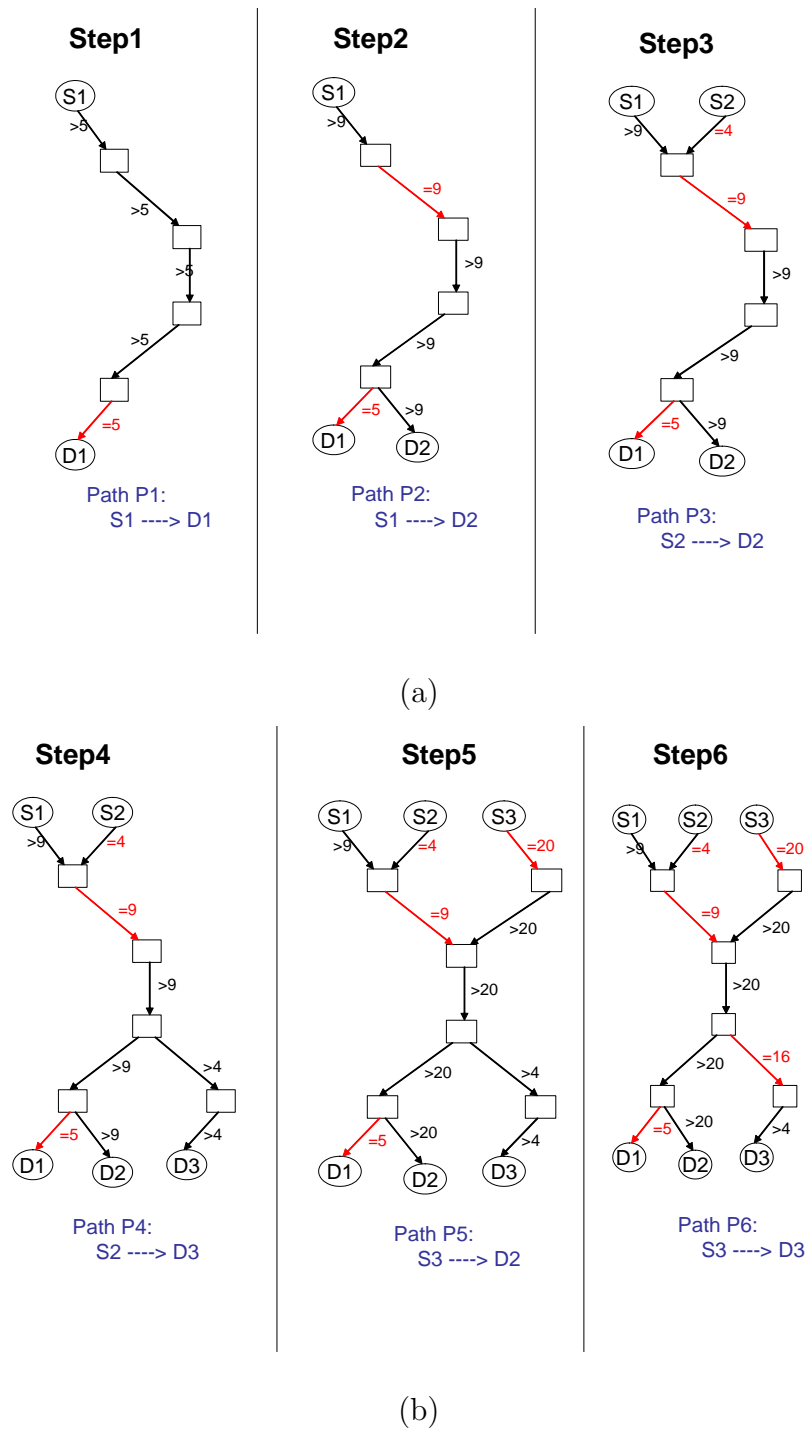 Step1
S1
>5
>5
>5
>5
=5
D1
Path P1:
S1 ----> D1
Step2
S1
>9
=9
>9
>9
=5
>9
D1
D2
Path P2:
S1 ----> D2
Step3
S1
S2
>9
=4
=9
>9
>9
=5
>9
D1
D2
Path P3:
S2 ----> D2
(a)
Step4
S1
S2
>9
=4
=9
>9
>9
>4
=5
>9
>4
D1
D2
D3
Path P4:
S2 ----> D3
Step5
S1
S2
S3
>9
=4
=20
=9
>20
>20
>20
>4
=5
>20
>4
D1
D2
D3
Path P5:
S3 ----> D2
Step6
S1
S2
S3
>9
=4
=20
=9
>20
>20
=16
>20
=5
>20
>4
D1
D2
D3
Path P6:
S3 ----> D3
(b)